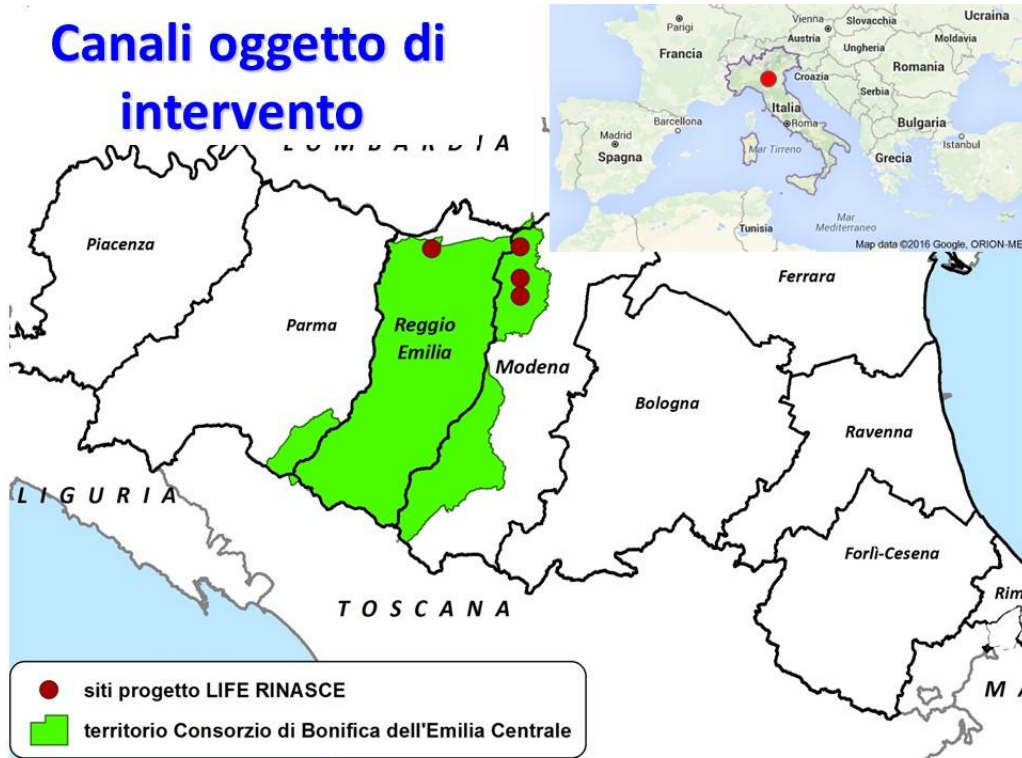 Canali oggetto di
intervento
LOMBARDIA
Piacenza
Parma
Reggio
Emilia
Modena
Bologna
Ferrara
Ravenna
Forlì-Cesena
Rim
LIGURIA
TOSCANA
MA
siti progetto LIFE RINASCE
territorio Consorzio di Bonifica dell'Emilia Centrale
Parigi
Francia
Vienna
Austria
Slovacchia
Ungheria
Ucraina
Moldavia
Romania
Croazia
Serbia
Italia
Roma
Bulgaria
Barcellona
Madrid
Spagna
Mar Tirreno
Grecia
Istanbul
Tunisia
Mar
Mediterraneo
Map data ©2016 Google, ORION-ME